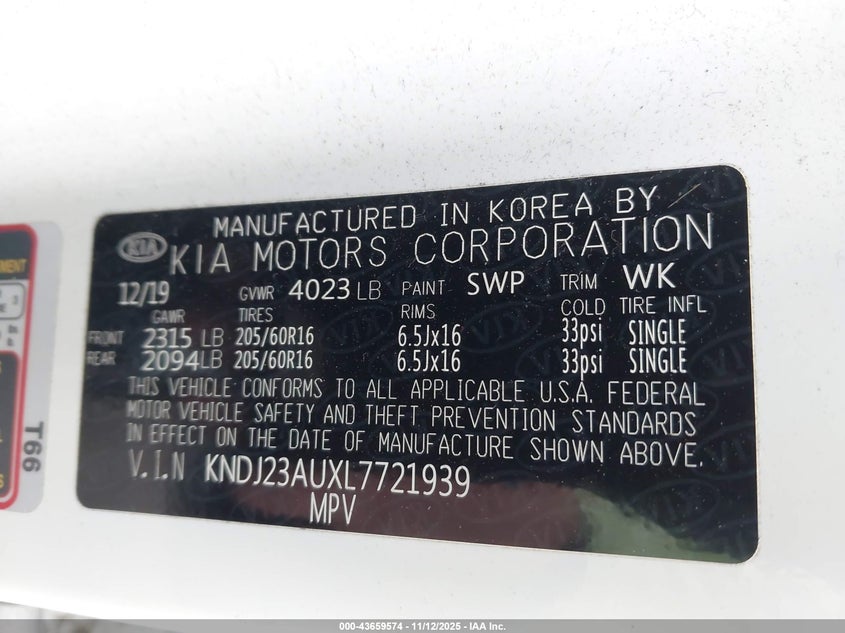 MANUFACTURED IN KOREA BY
KIA KIA MOTORS CORPORATION
12/19 GVWR 4023 LB PAINT SWP TRIM WK
GAWR TIRES RIMS COLD TIRE INFL
FRONT 2315 LB 205/60R16 6.5Jx16 33psi SINGLE
REAR 2094LB 205/60R16 6.5Jx16 33psi SINGLE
THIS VEHICLE CONFORMS TO ALL APPLICABLE U.S.A. FEDERAL
MOTOR VEHICLE SAFETY AND THEFT PREVENTION STANDARDS
IN EFFECT ON THE DATE OF MANUFACTURE SHOWN ABOVE.
V.I.N KNDJ23AUXL7721939
MPV
T66
000-43659574 - 11/12/2025 - IAA Inc.